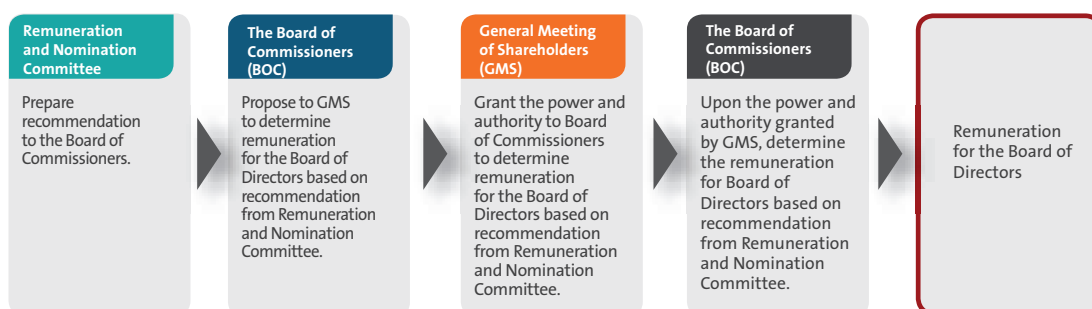 Remuneration
and Nomination
Committee
Prepare
recommendation
to the Board of
Commissioners.
The Board of
Commissioners
(BOC)
Propose to GMS
to determine
remuneration
for the Board of
Directors based on
recommendation
from Remuneration
and Nomination
Committee.
General Meeting
of Shareholders
(GMS)
Grant the power and
authority to Board
of Commissioners
to determine
remuneration
for the Board of
Directors based on
recommendation
from Remuneration
and Nomination
Committee.
The Board of
Commissioners
(BOC)
Upon the power and
authority granted
by GMS, determine
the remuneration
for Board of
Directors based on
recommendation
from Remuneration
and Nomination
Committee.
Remuneration
for the Board of
Directors